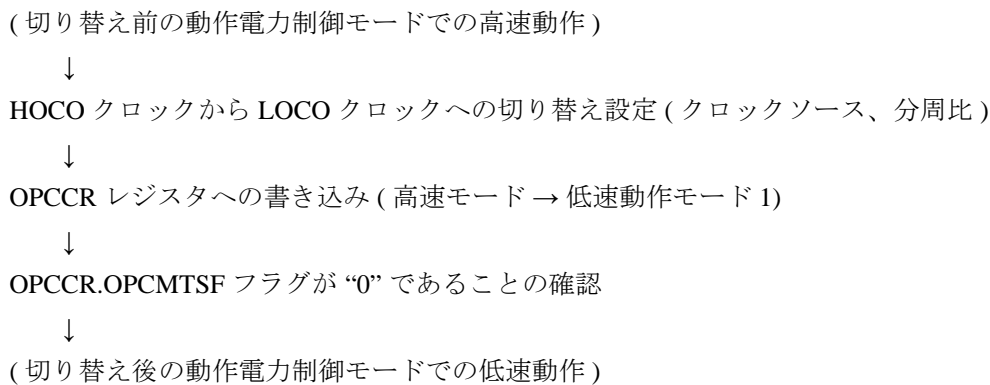 ( 切り替え前の動作電力制御モードでの高速動作 )
↓
HOCO クロックから LOCO クロックへの切り替え設定 ( クロックソース、分周比 )
↓
OPCCR レジスタへの書き込み ( 高速モード → 低速動作モード 1)
↓
OPCCR.OPCMTSF フラグが “0” であることの確認
↓
( 切り替え後の動作電力制御モードでの低速動作 )